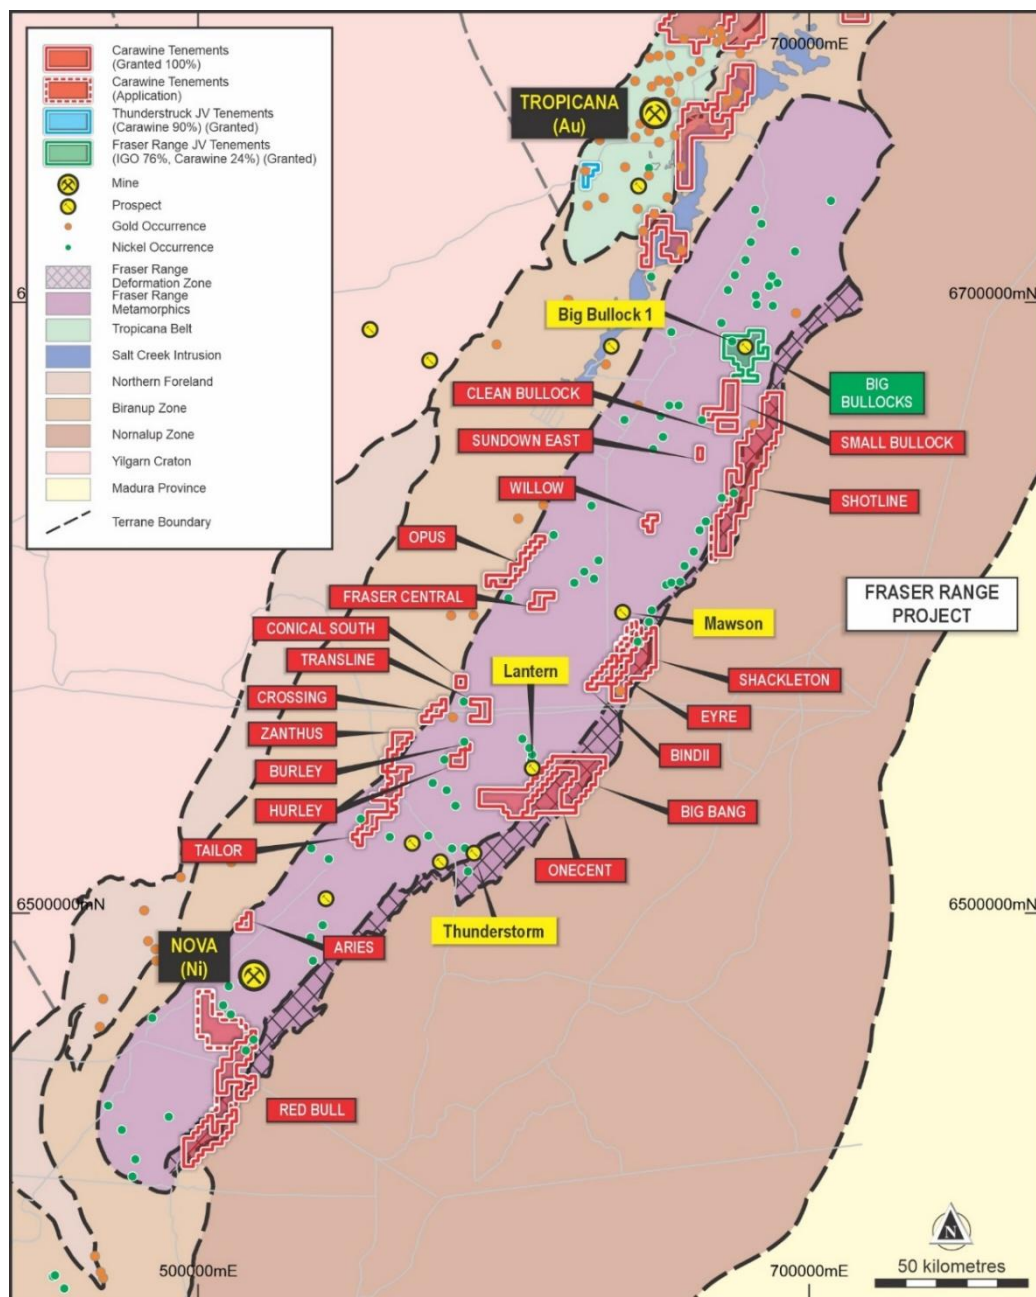 Carawine Tenements
(Granted 100%)
Carawine Tenements
(Application)
Thunderstruck JV Tenements
(Carawine 90%) (Granted)
Fraser Range JV Tenements
(IGO 76%, Carawine 24%) (Granted)
Mine
Prospect
Gold Occurrence
Nickel Occurrence
Fraser Range
Deformation Zone
Fraser Range
Metamorphics
Tropicana Belt
Salt Creek Intrusion
Northern Foreland
Biranup Zone
Nornalup Zone
Yilgarn Craton
Madura Province
Terrane Boundary
700000mE
TROPICANA
(Au)
6
6700000mN
Big Bullock 1
CLEAN BULLOCK
BIG
BULLOCKS
SUNDOWN EAST
SMALL BULLOCK
WILLOW
SHOTLINE
OPUS
FRASER CENTRAL
FRASER RANGE
PROJECT
CONICAL SOUTH
Mawson
TRANSLINE
Lantern
SHACKLETON
CROSSING
EYRE
ZANTHUS
BINDII
BURLEY
HURLEY
BIG BANG
TAILOR
ONECENT
6500000mN
6500000mN
Thunderstorm
NOVA
(Ni)
ARIES
RED BULL
N
500000mE
700000mE
50 kilometres